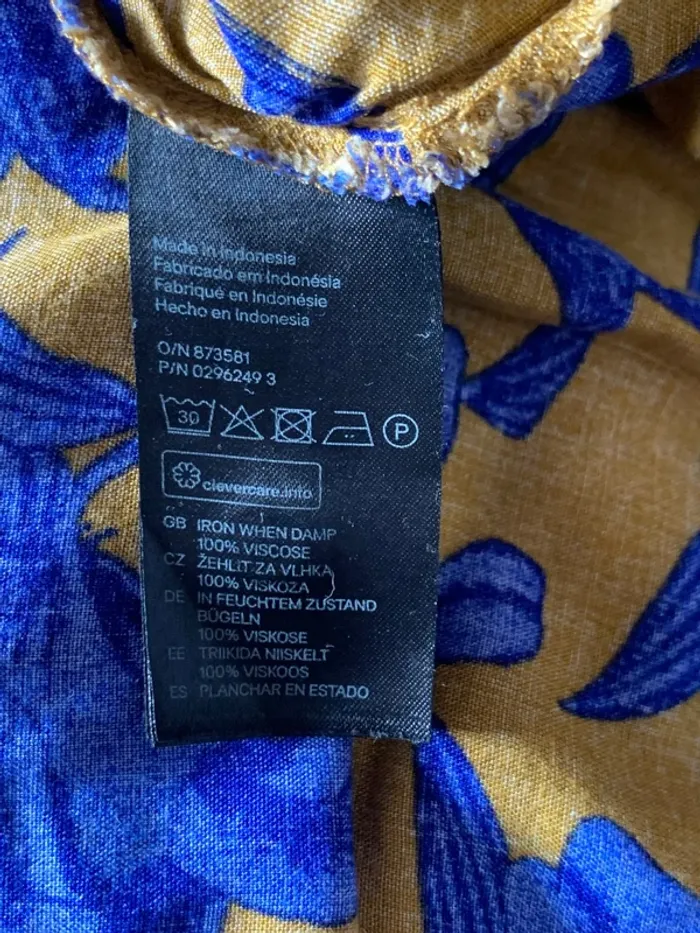 Made in Indonesia
Fabricado em Indonésia
Fabriqué en Indonésie
Hecho en Indonesia
O/N 873581
P/N 0296249 3
30 P
clevercare.info
GB IRON WHEN DAMP
100% VISCOSE
CZ ŽEHLIT ZA VLHKA
100% VISKOZA
DE IN FEUCHTEM ZUSTAND
BÜGELN
100% VISKOSE
EE TRIIKIDA NIISKELT
100% VISKOOS
ES PLANCHAR EN ESTADO